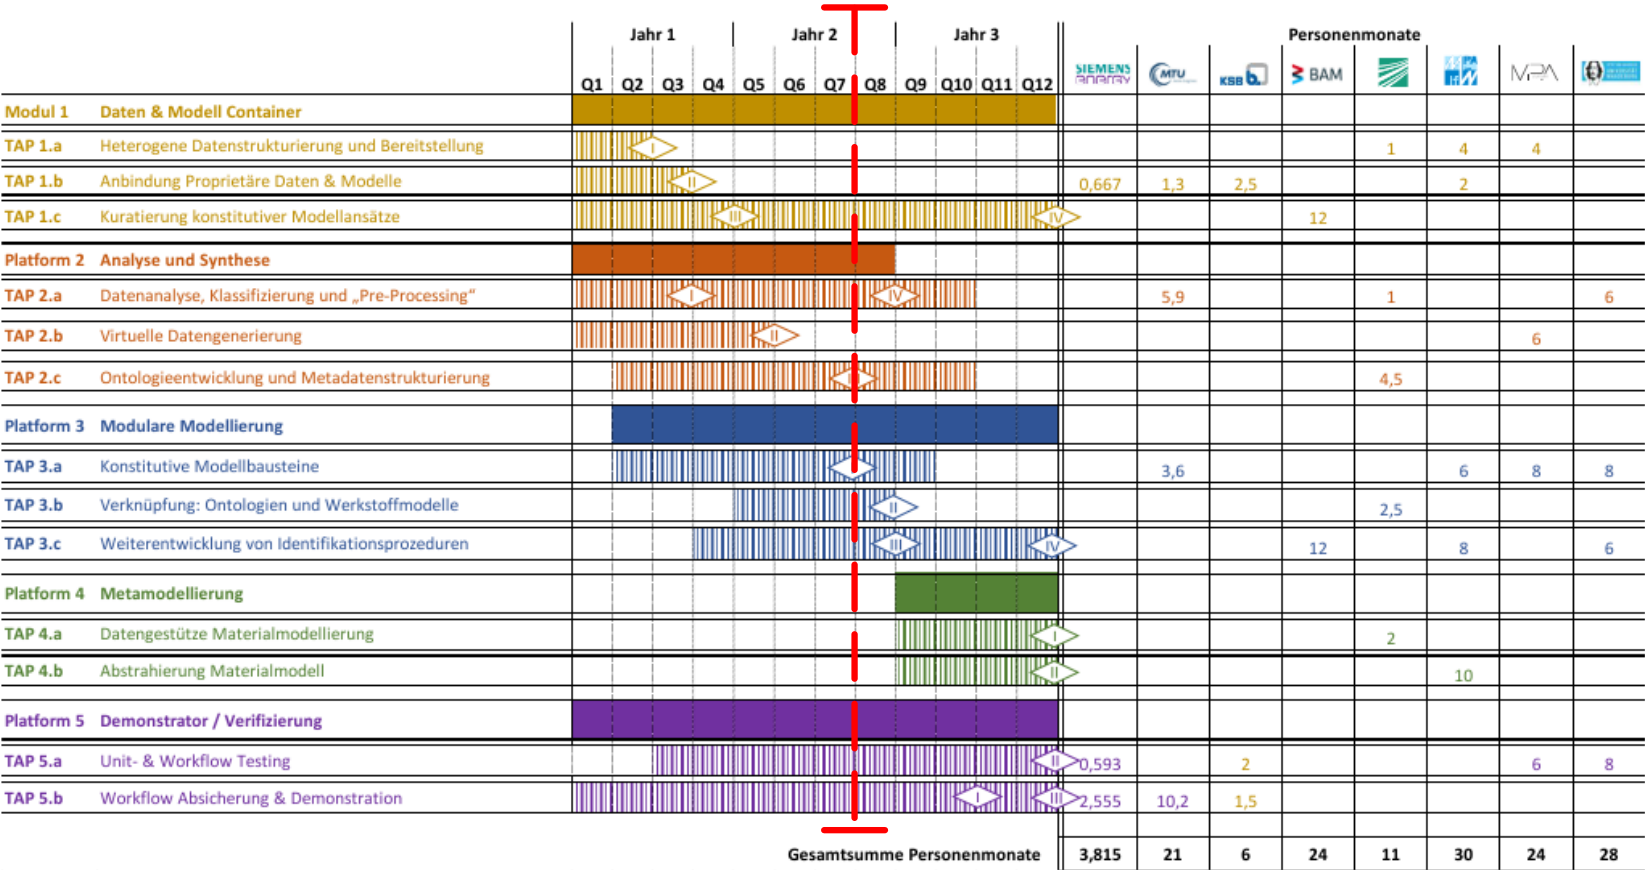 Jahr 1 Jahr 2 Jahr 3 Personenmonate
Q1 Q2 Q3 Q4 Q5 Q6 Q7 Q8 Q9 Q10 Q11 Q12 SIEMENS ENERGY MTU KSB b. BAM IWM MPA
Modul 1 Daten & Modell Container
TAP 1.a Heterogene Datenstrukturierung und Bereitstellung I 1 4 4
TAP 1.b Anbindung Proprietäre Daten & Modelle II 0,667 1,3 2,5 2
TAP 1.c Kuratierung konstitutiver Modellansätze III IV 12
Platform 2 Analyse und Synthese
TAP 2.a Datenanalyse, Klassifizierung und „Pre-Processing“ I IV 5,9 1 6
TAP 2.b Virtuelle Datengenerierung II 6
TAP 2.c Ontologieentwicklung und Metadatenstrukturierung 4,5
Platform 3 Modulare Modellierung
TAP 3.a Konstitutive Modellbausteine 3,6 6 8 8
TAP 3.b Verknüpfung: Ontologien und Werkstoffmodelle II 2,5
TAP 3.c Weiterentwicklung von Identifikationsprozeduren III IV 12 8 6
Platform 4 Metamodellierung
TAP 4.a Datengestütze Materialmodellierung I 2
TAP 4.b Abstrahierung Materialmodell II 10
Platform 5 Demonstrator / Verifizierung
TAP 5.a Unit- & Workflow Testing II 0,593 2 6 8
TAP 5.b Workflow Absicherung & Demonstration I III 2,555 10,2 1,5
Gesamtsumme Personenmonate 3,815 21 6 24 11 30 24 28